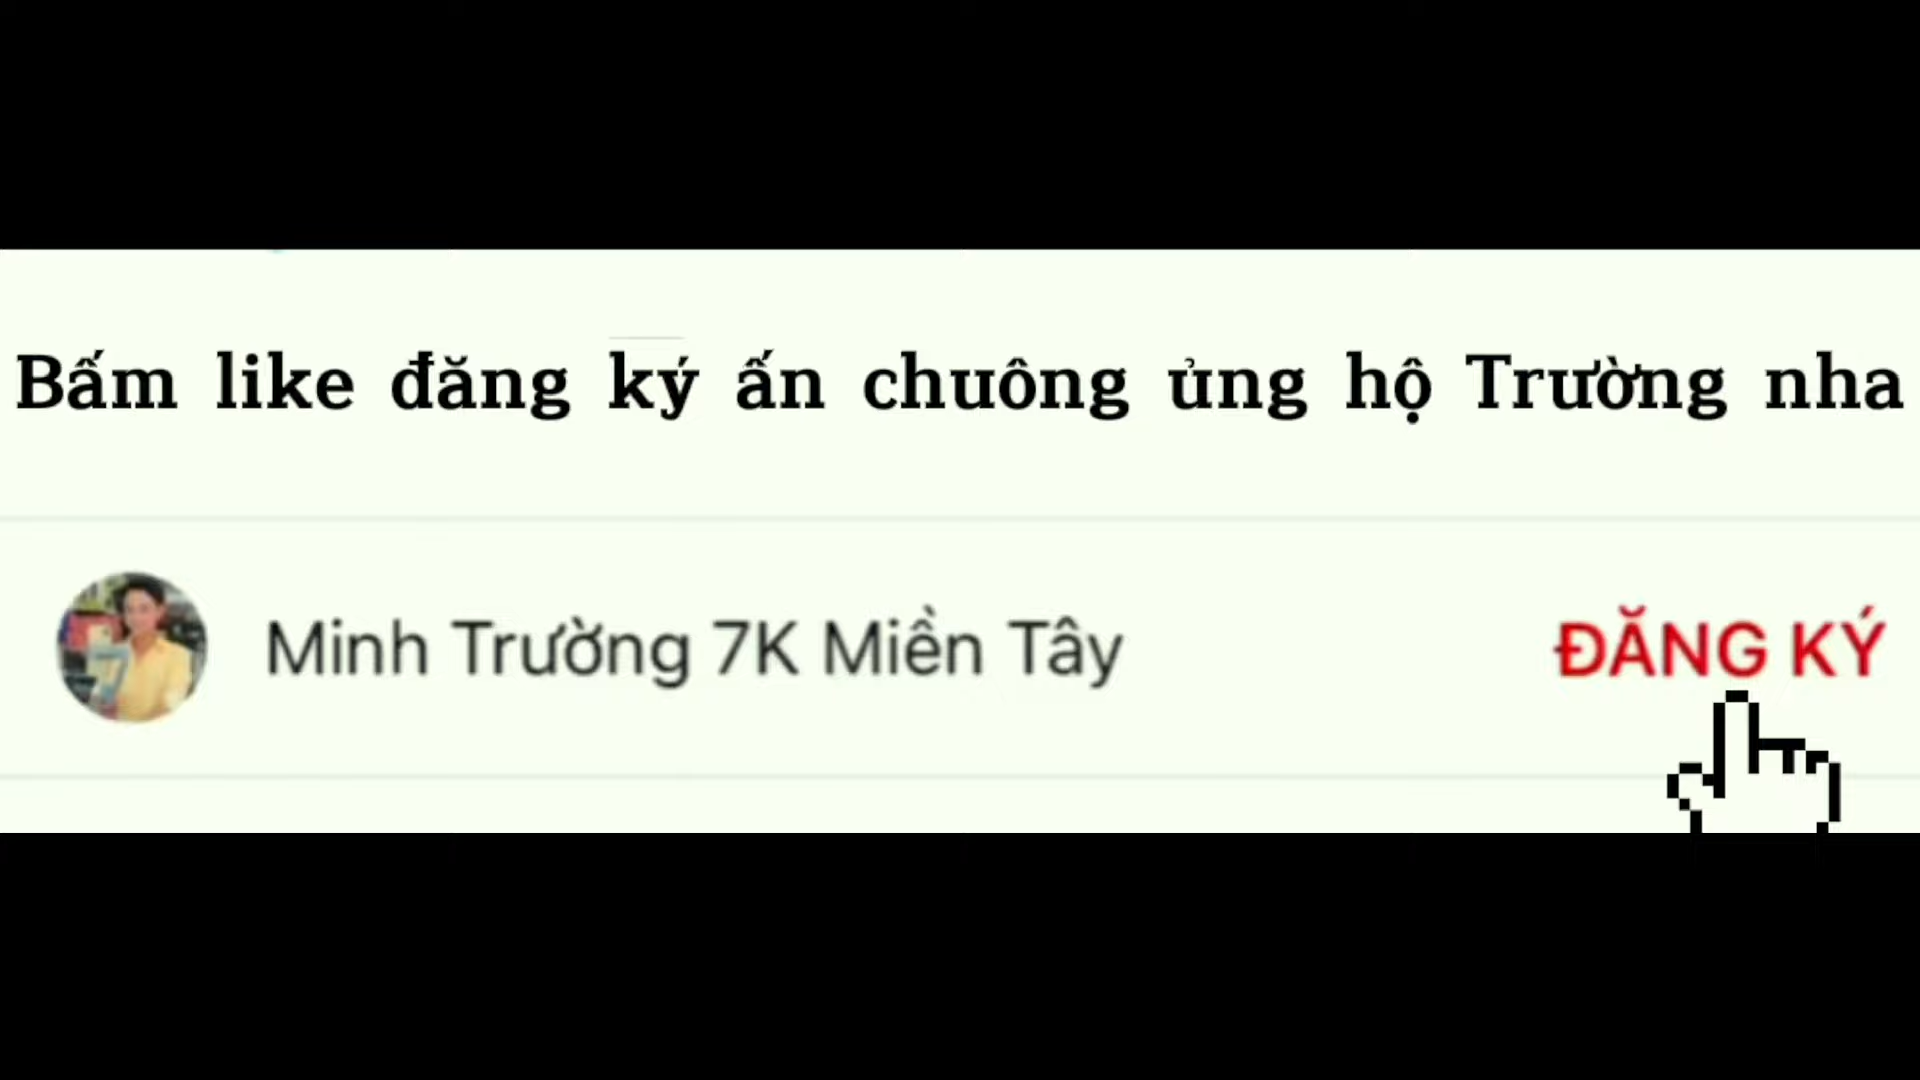 Bấm like đăng ký ấn chuông ủng hộ Trường nha
Minh Trường 7K Miền Tây
ĐĂNG KÝ